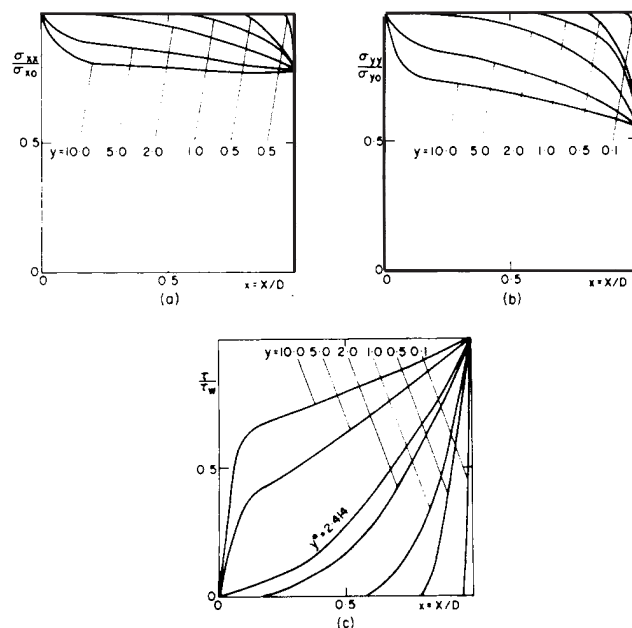 σxx/σxo
0·5
y=10·0 5·0 2·0 1·0 0·5 0·5
0
0·5
x = X/D
(a)
σyy/σyo
0·5
y=10·0 5·0 2·0 1·0 0·5 0·1
0
0·5
x = X/D
(b)
y=10·0 5·0 2·0 1·0 0·5 0·1
τ/τw
0·5
y*=2·414
0
0
0·5
x = X/D
(c)